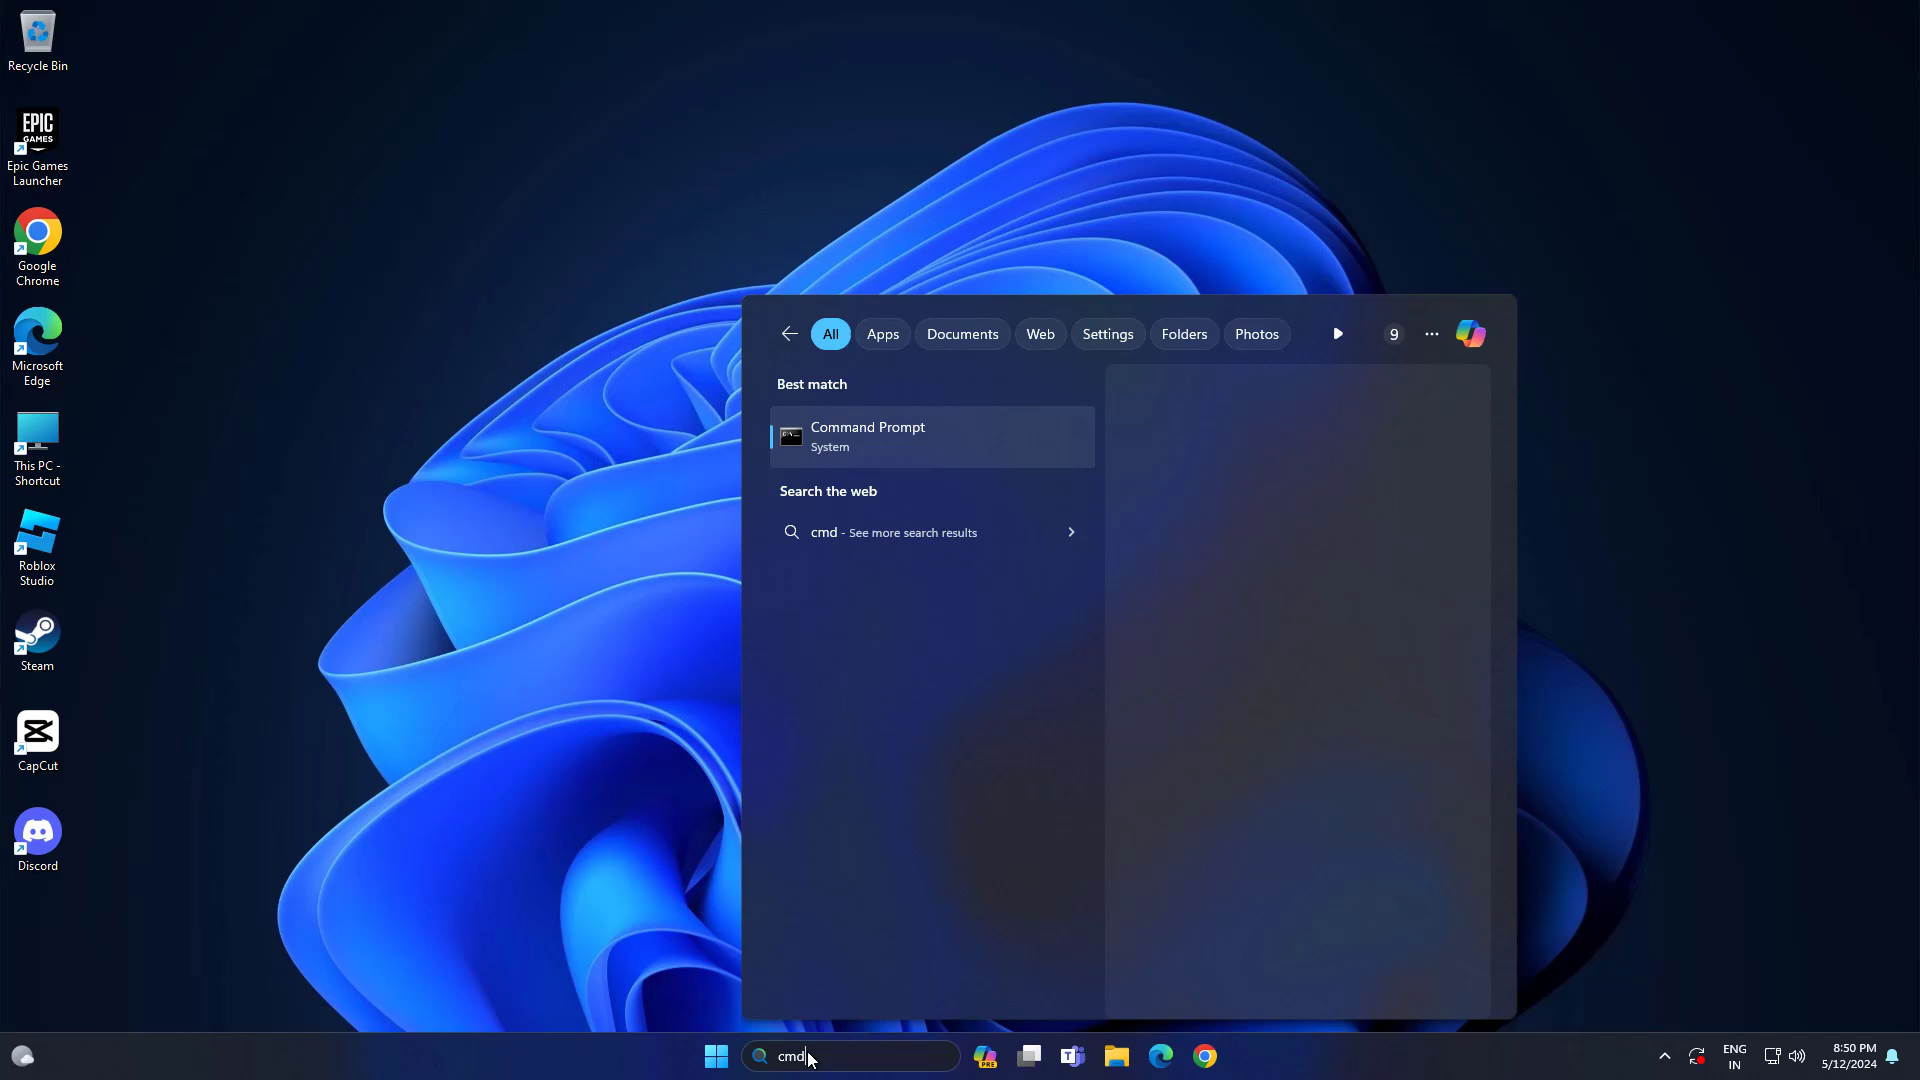 Recycle Bin
EPIC
GAMES
Epic Games
Launcher
Google
Chrome
Microsoft
Edge
This PC -
Shortcut
Roblox
Studio
Steam
CapCut
Discord
All
Apps
Documents
Web
Settings
Folders
Photos
9
Best match
Command Prompt
System
Search the web
cmd - See more search results
cmd
PRE
ENG
IN
8:50 PM
5/12/2024